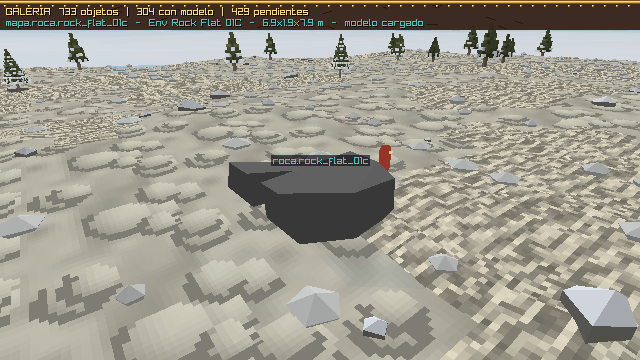 GALERIA 733 objetos | 304 con modelo | 429 pendientes
mapa.roca.rock_flat_01c - Env Rock Flat 01C - 6.9x1.9x7.9 m - modelo cargado
roca.rock_flat_01c